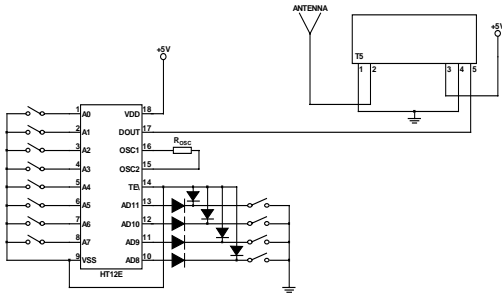 ANTENNA
+5V
T5
1 2 3 4 5
+5V
1 A0 VDD 18
2 A1 DOUT 17
3 A2 OSC1 16 ROSC
4 A3 OSC2 15
5 A4 TE\ 14
6 A5 AD11 13
7 A6 AD10 12
8 A7 AD9 11
9 VSS AD8 10
HT12E